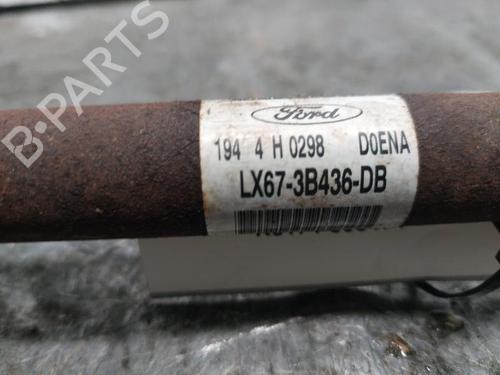 B-PARTS
Ford
194 4 H 0298 D0ENA
LX67-3B436-DB